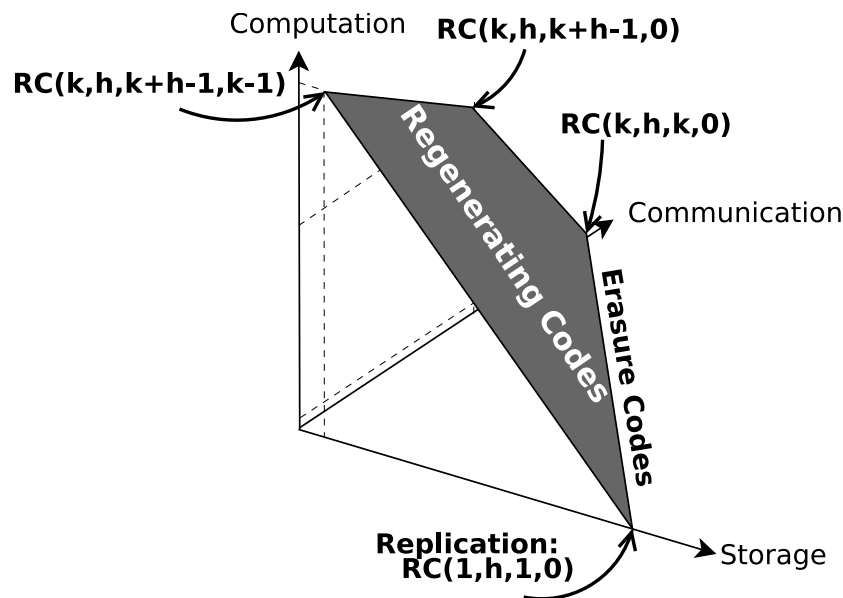 Computation
RC(k,h,k+h-1,0)
RC(k,h,k+h-1,k-1)
RC(k,h,k,0)
Regenerating Codes
Communication
Erasure Codes
Replication:
RC(1,h,1,0)
Storage